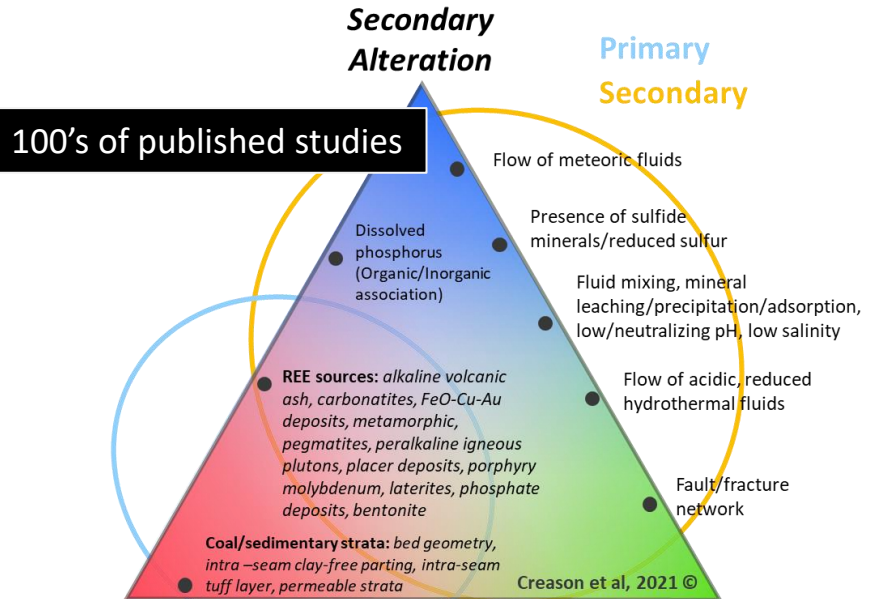 Secondary
Alteration
Primary
Secondary
100's of published studies
Flow of meteoric fluids
Presence of sulfide
minerals/reduced sulfur
Dissolved
phosphorus
(Organic/Inorganic
association)
Fluid mixing, mineral
leaching/precipitation/adsorption,
low/neutralizing pH, low salinity
REE sources: alkaline volcanic
ash, carbonatites, FeO-Cu-Au
deposits, metamorphic,
pegmatites, peralkaline igneous
plutons, placer deposits, porphyry
molybdenum, laterites, phosphate
deposits, bentonite
Flow of acidic, reduced
hydrothermal fluids
Fault/fracture
network
Coal/sedimentary strata: bed geometry,
intra –seam clay-free parting, intra-seam
tuff layer, permeable strata
Creason et al, 2021 ©